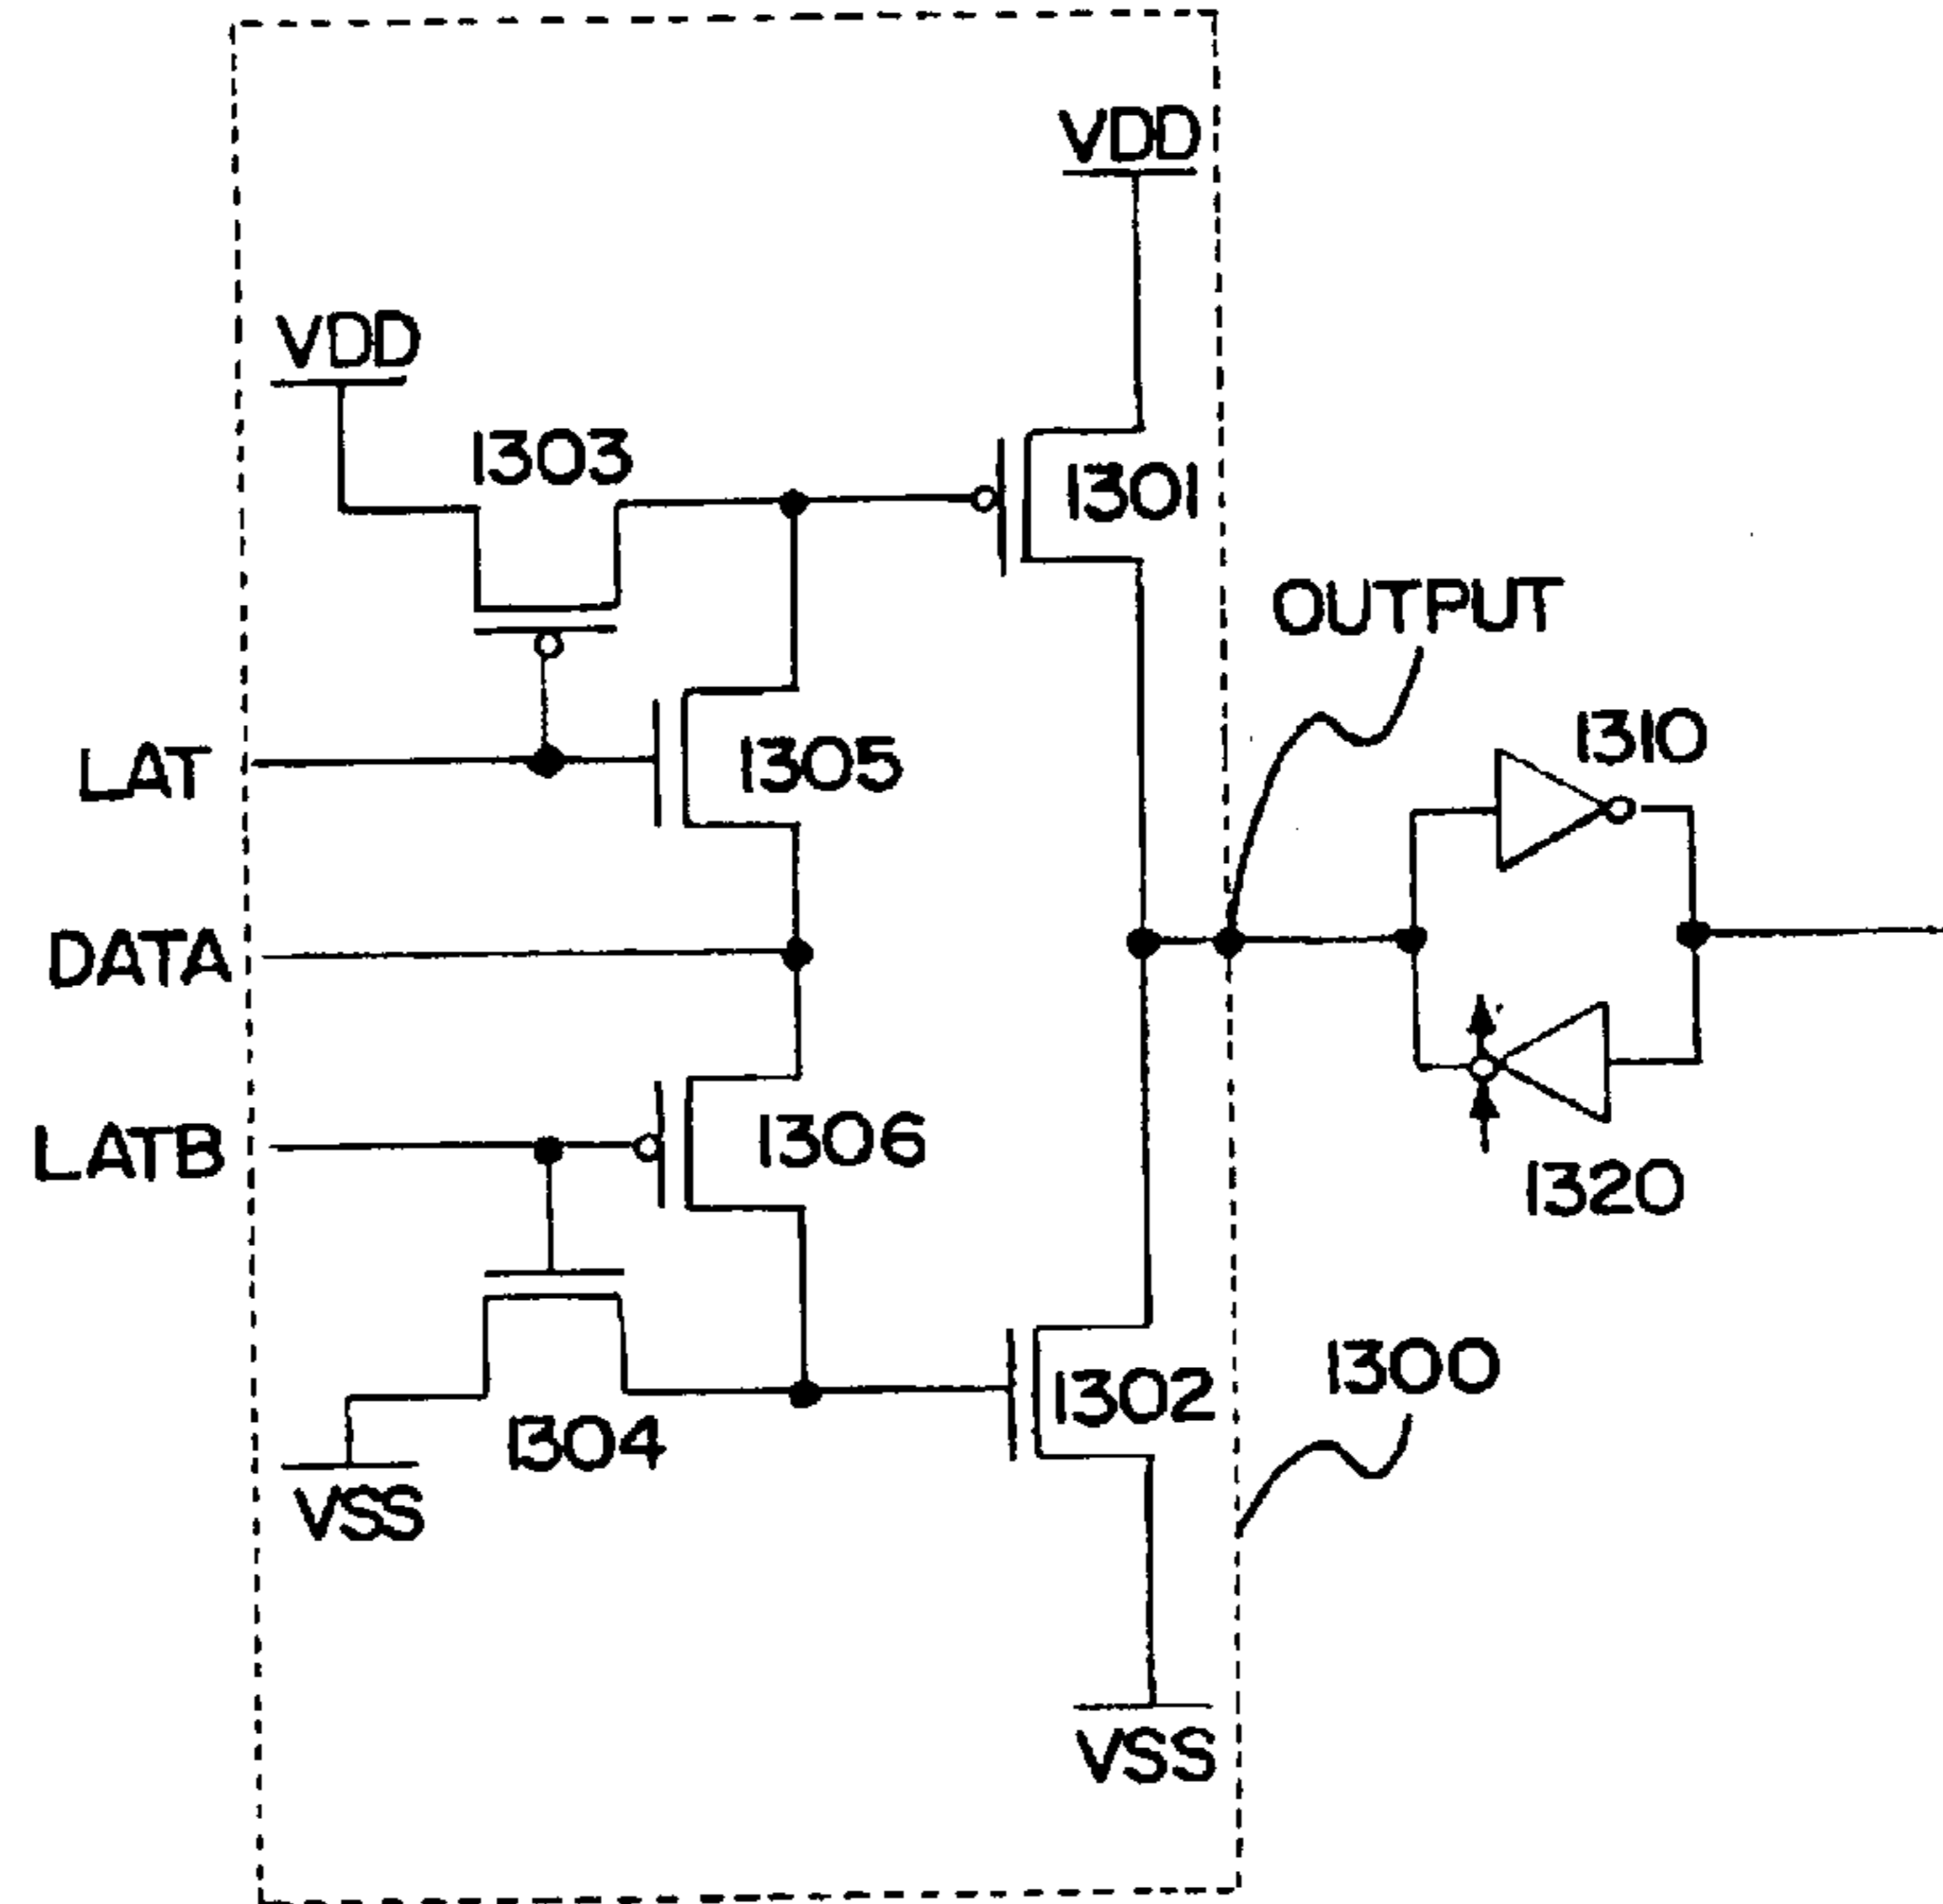 VDD
VDD
1303
1301
OUTPUT
1310
LAT
1305
DATA
LATB
1306
1320
1300
1302
1304
VSS
VSS